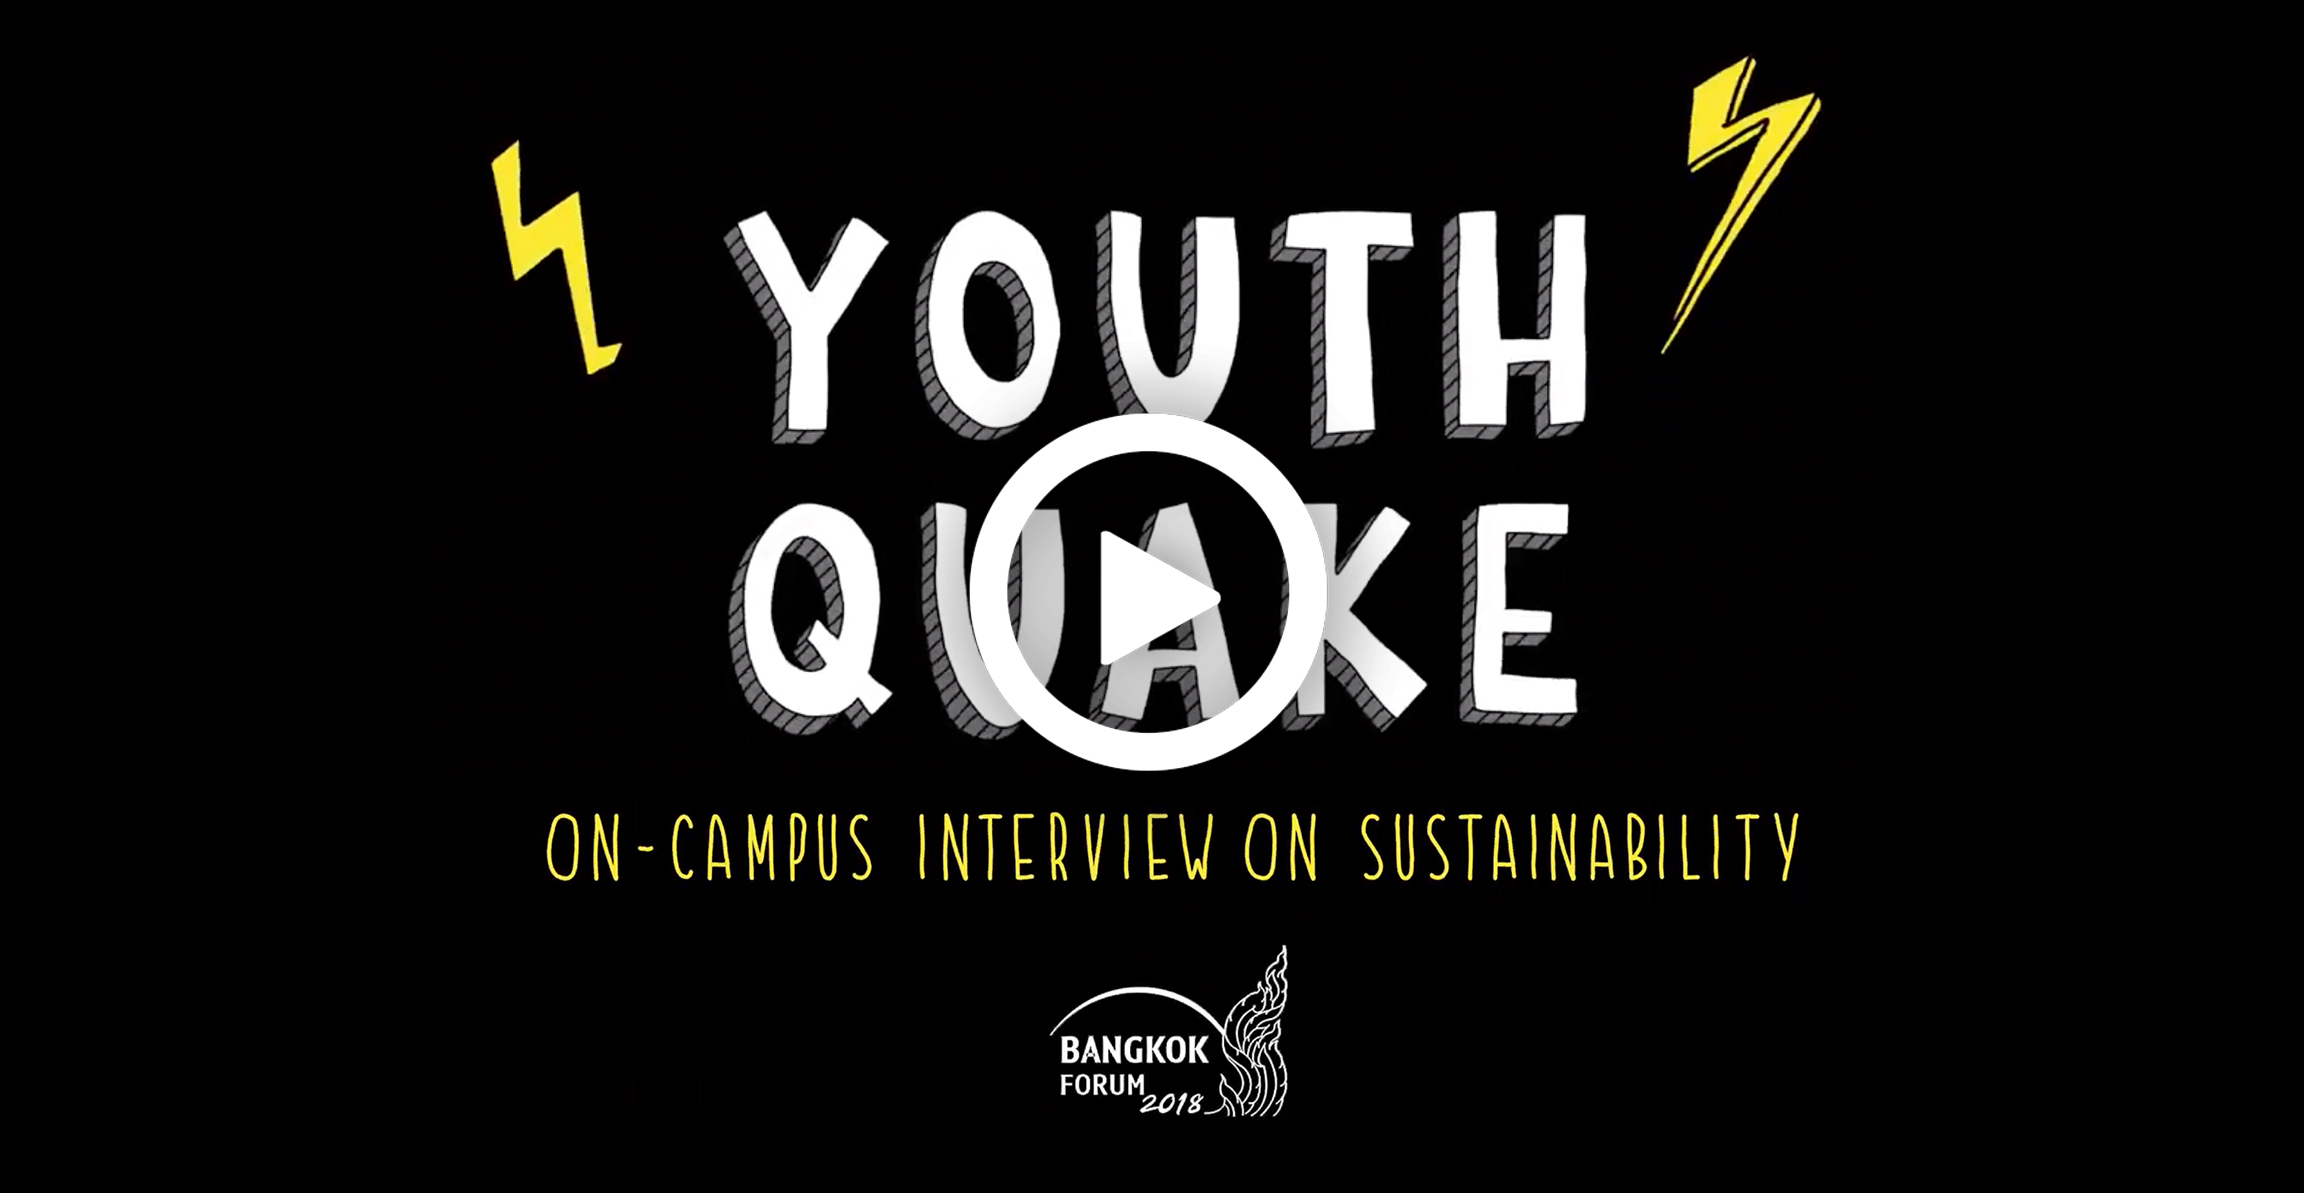 YOUTH
QUAKE
ON-CAMPUS INTERVIEW ON SUSTAINABILITY
BANGKOK
FORUM
2018